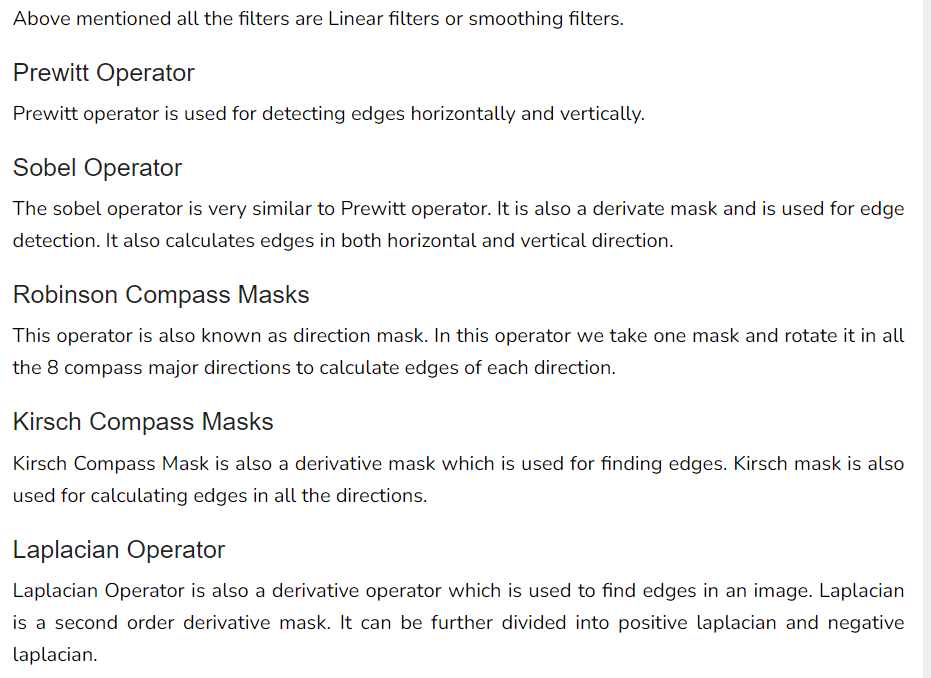 Above mentioned all the filters are Linear filters or smoothing filters.
Prewitt Operator
Prewitt operator is used for detecting edges horizontally and vertically.
Sobel Operator
The sobel operator is very similar to Prewitt operator. It is also a derivate mask and is used for edge
detection. It also calculates edges in both horizontal and vertical direction.
Robinson Compass Masks
This operator is also known as direction mask. In this operator we take one mask and rotate it in all
the 8 compass major directions to calculate edges of each direction.
Kirsch Compass Masks
Kirsch Compass Mask is also a derivative mask which is used for finding edges. Kirsch mask is also
used for calculating edges in all the directions.
Laplacian Operator
Laplacian Operator is also a derivative operator which is used to find edges in an image. Laplacian
is a second order derivative mask. It can be further divided into positive laplacian and negative
laplacian.